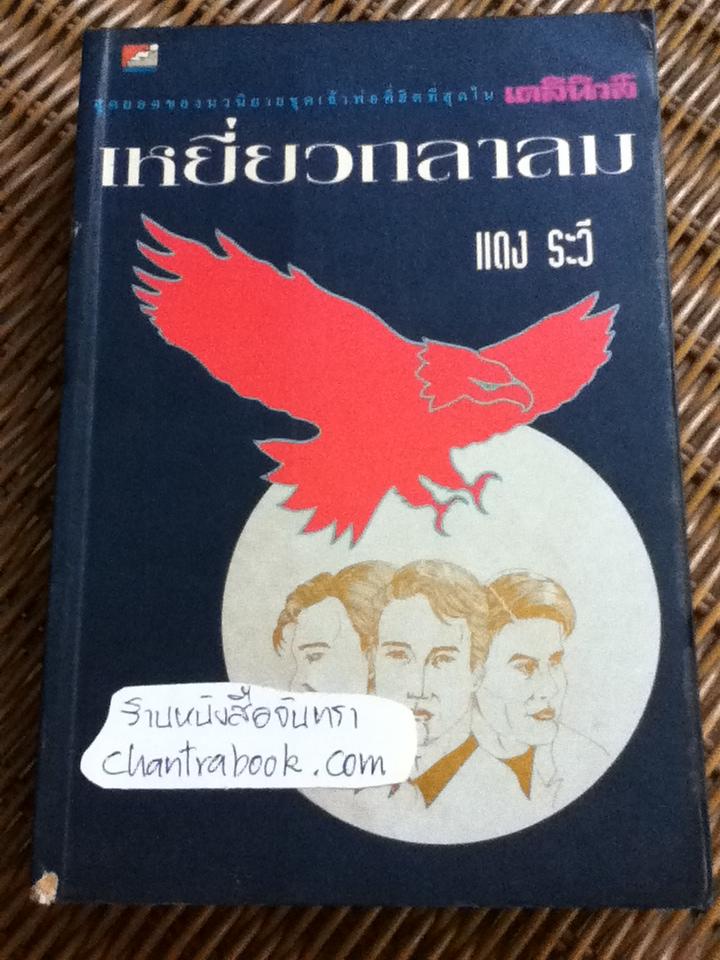 สุดยอดของนวนิยายชุดเจ้าพ่อที่ฮิตที่สุดใน เดลินิวส์
เหยี่ยวถลาลม
แดง ระวี
ร้านหนังสือจันทรา
chantrabook.com